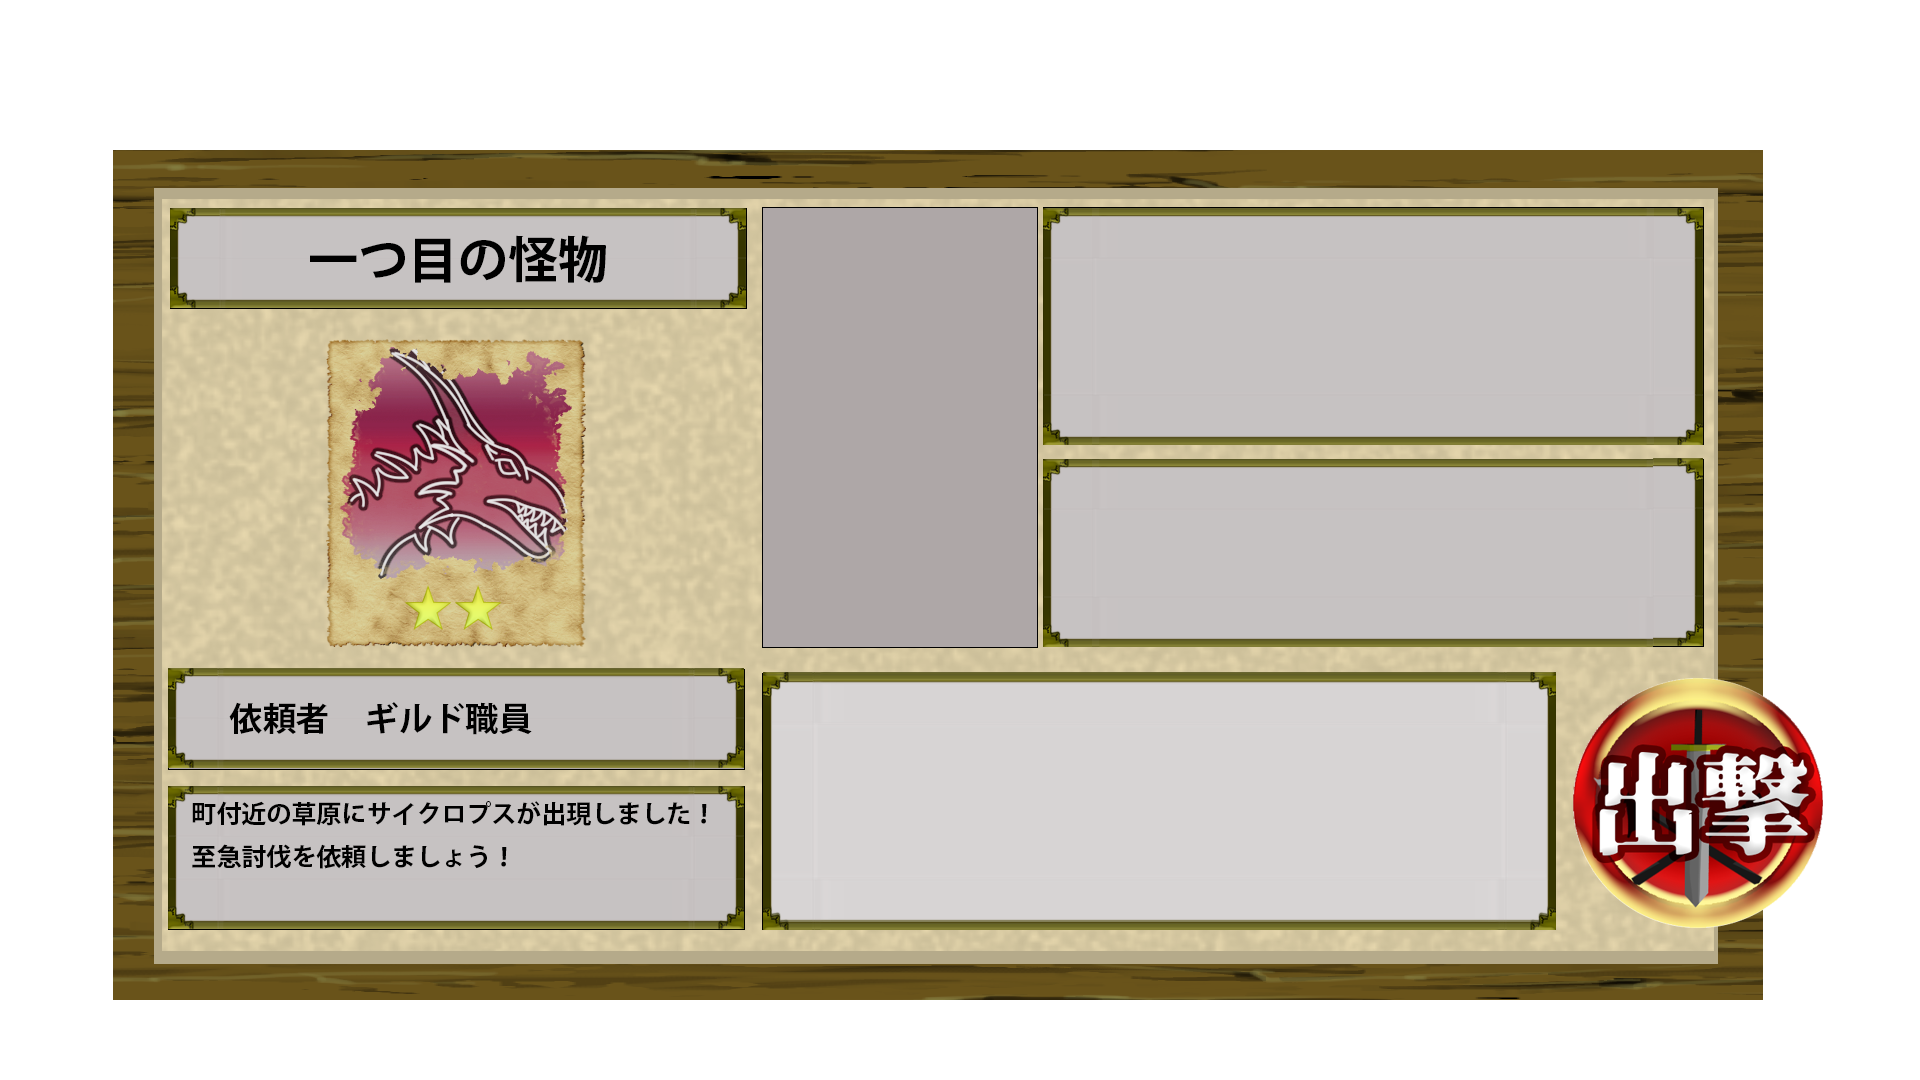 一つ目の怪物
依頼者　ギルド職員
町付近の草原にサイクロプスが出現しました！
至急討伐を依頼しましょう！
出撃